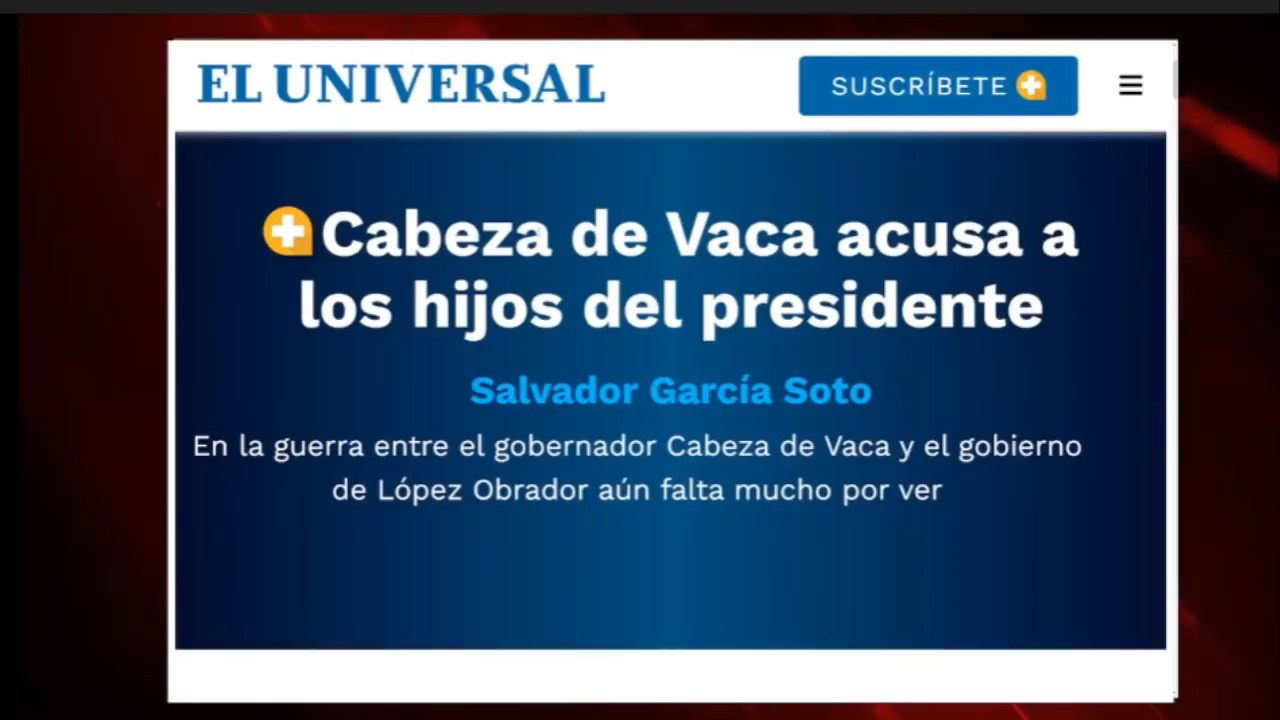 EL UNIVERSAL
SUSCRÍBETE
Cabeza de Vaca acusa a
los hijos del presidente
Salvador García Soto
En la guerra entre el gobernador Cabeza de Vaca y el gobierno
de López Obrador aún falta mucho por ver